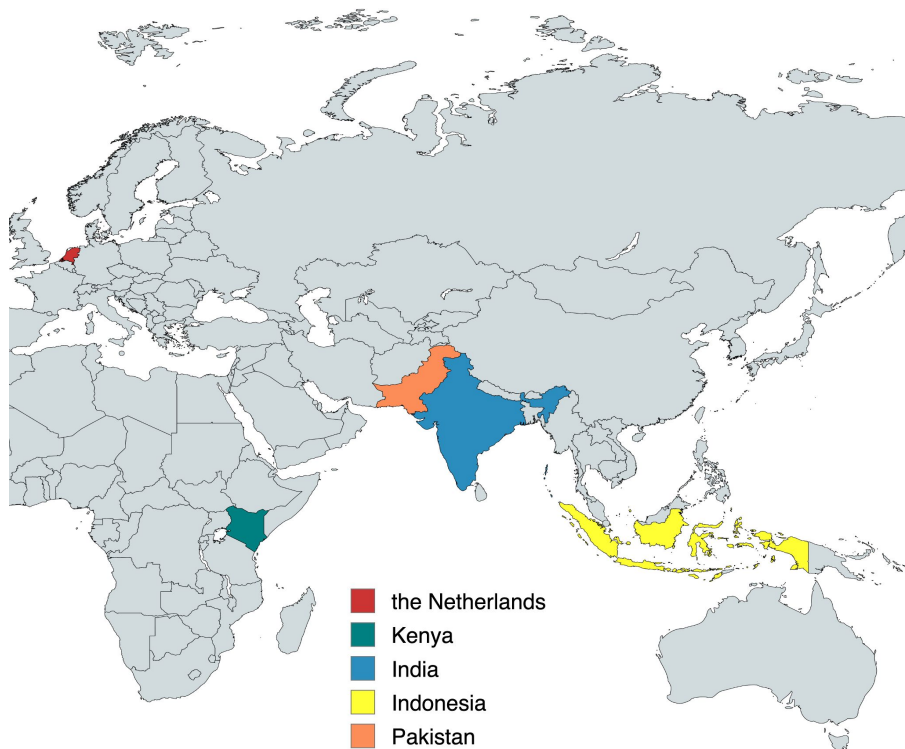 the Netherlands
Kenya
India
Indonesia
Pakistan